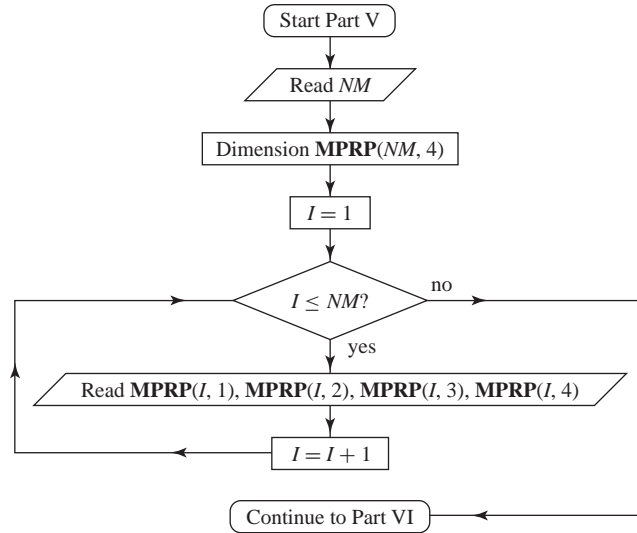 Start Part V
Read NM
Dimension MPRP(NM, 4)
I = 1
I ≤ NM?
no
yes
Read MPRP(I, 1), MPRP(I, 2), MPRP(I, 3), MPRP(I, 4)
I = I + 1
Continue to Part VI